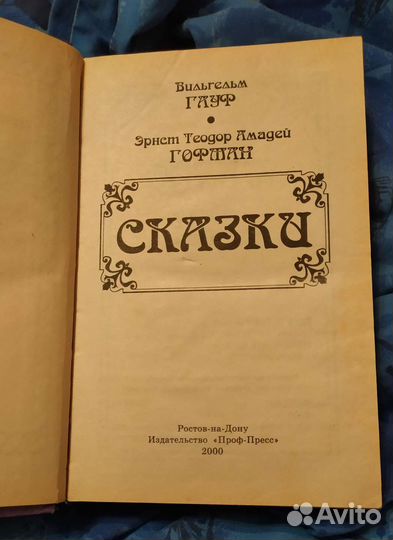 Вильгельм
ГАУФ
•
Эрнст Теодор Амадей
ГОФМАН
СКАЗКИ
Ростов-на-Дону
Издательство «Проф-Пресс»
2000
Avito